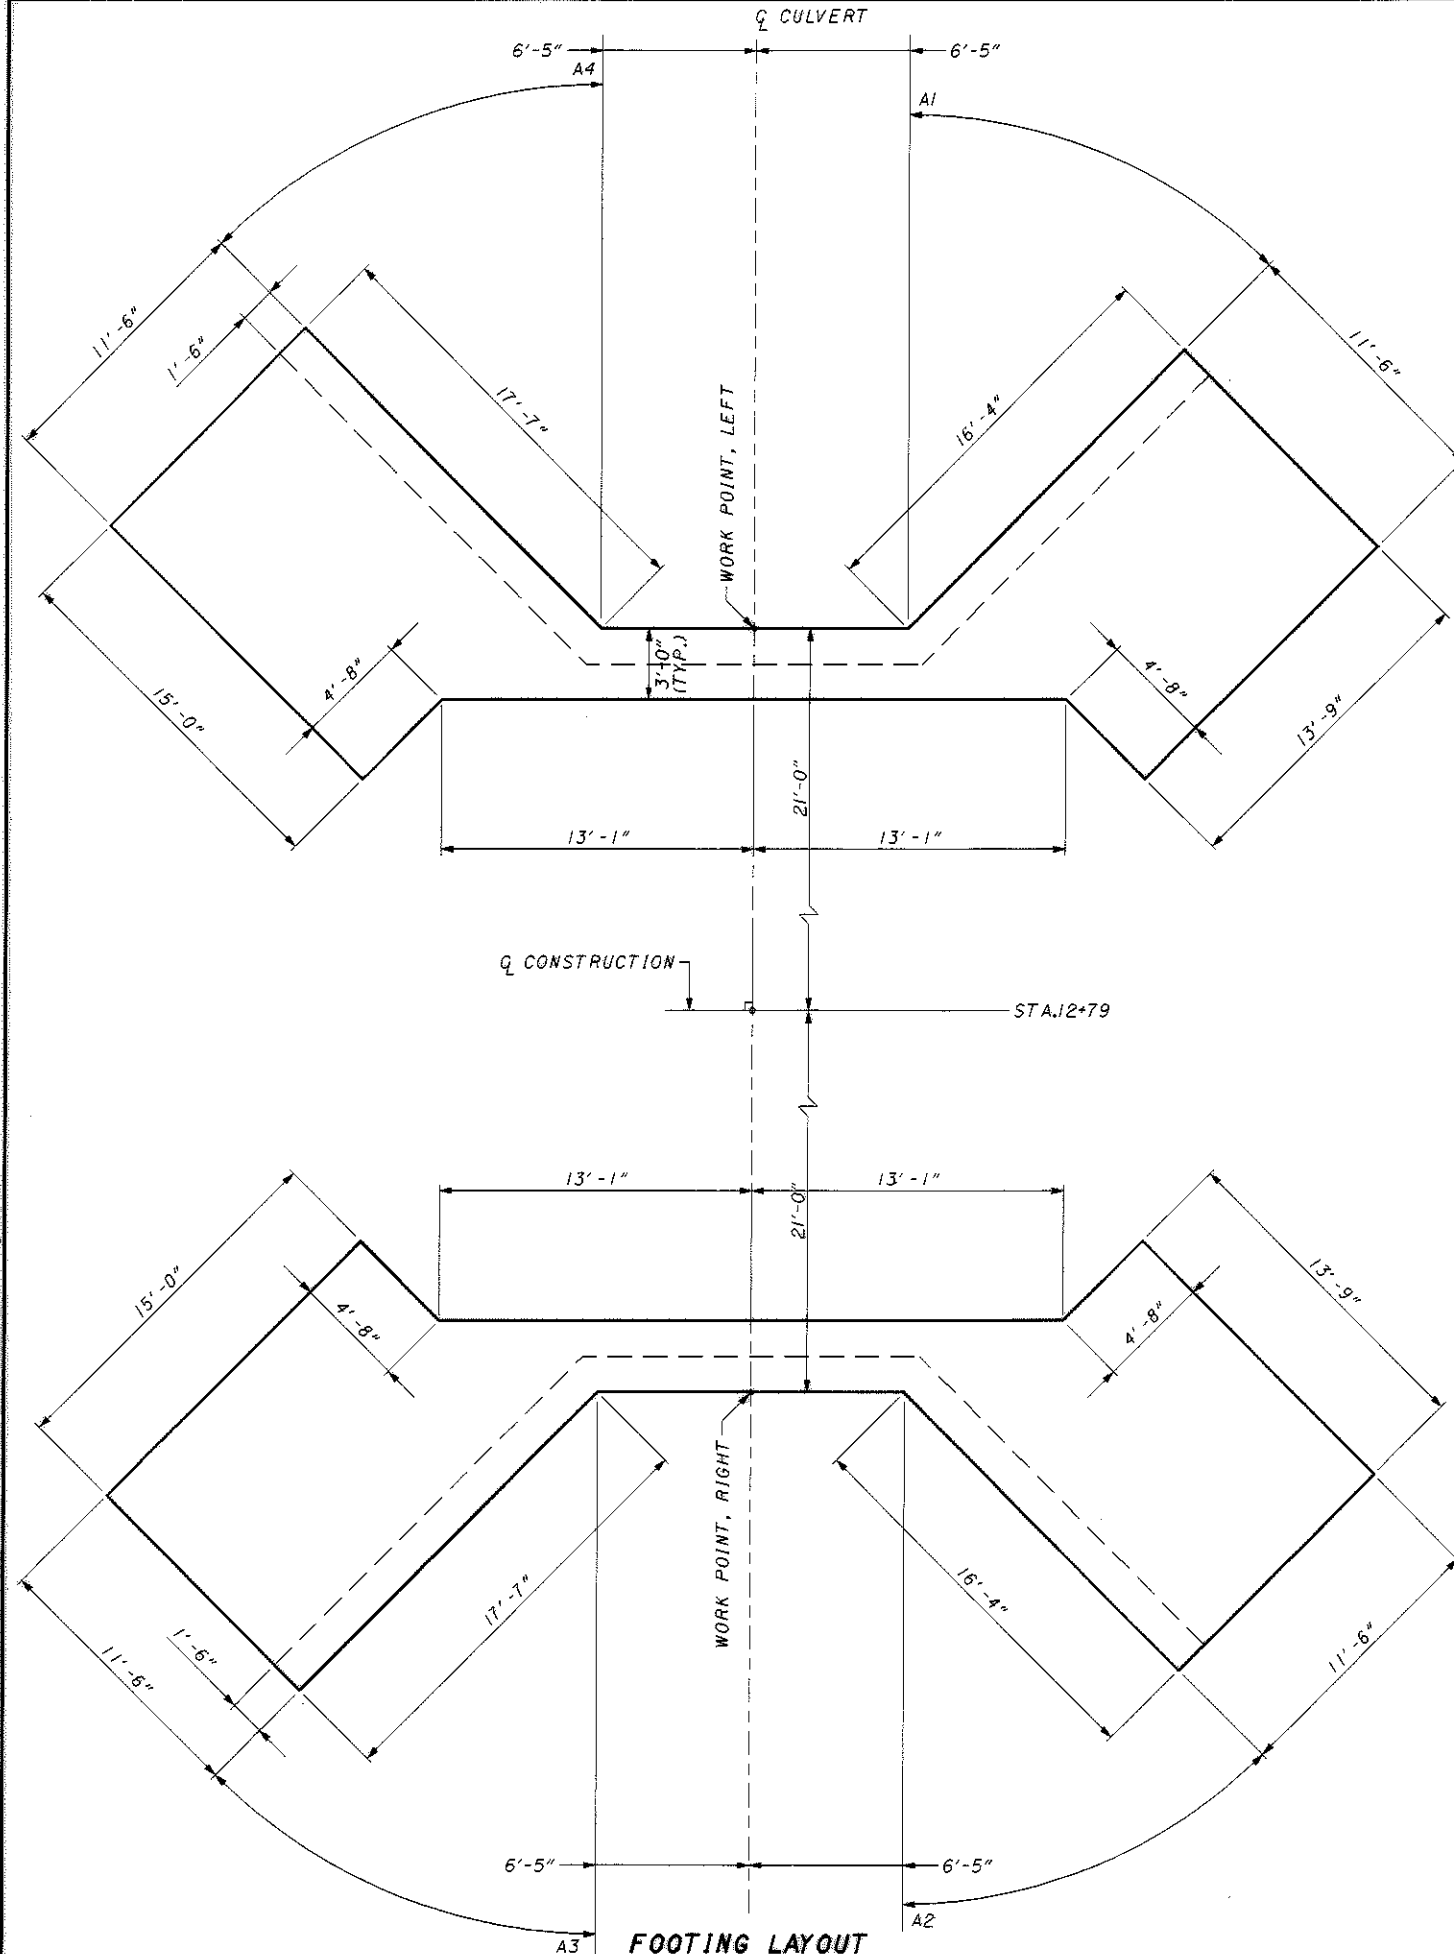 ℄ CULVERT
6'-5"
6'-5"
A4
A1
11'-6"
1'-6"
17'-7"
16'-4"
11'-6"
WORK POINT, LEFT
3'-0"
(TYP.)
4'-8"
4'-8"
15'-0"
13'-9"
21'-0"
13'-1"
13'-1"
℄ CONSTRUCTION
STA.12+79
13'-1"
13'-1"
21'-0"
15'-0"
4'-8"
4'-8"
13'-9"
WORK POINT, RIGHT
17'-7"
16'-4"
1'-6"
11'-6"
11'-6"
6'-5"
6'-5"
A2
A3
FOOTING LAYOUT